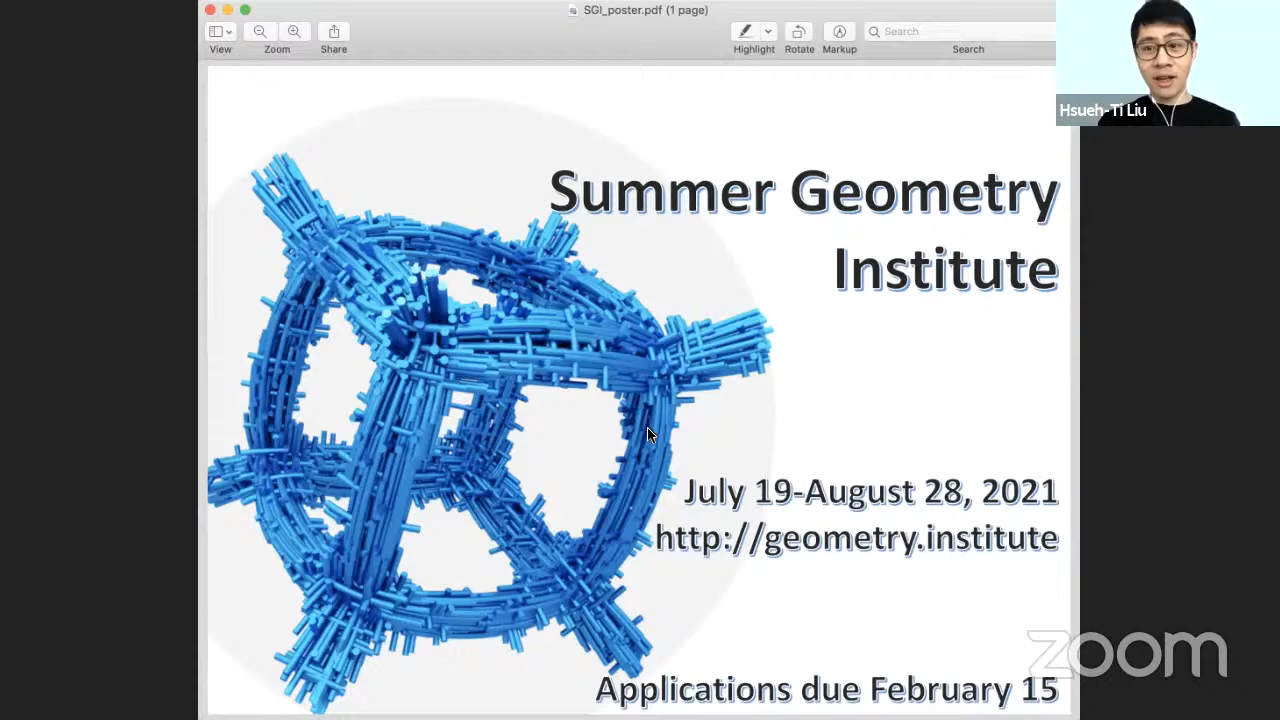 SGI_poster.pdf (1 page)
View
Zoom
Share
Highlight
Rotate
Markup
Search
Search
Hsueh-Ti Liu
Summer Geometry
Institute
July 19-August 28, 2021
http://geometry.institute
Applications due February 15
zoom